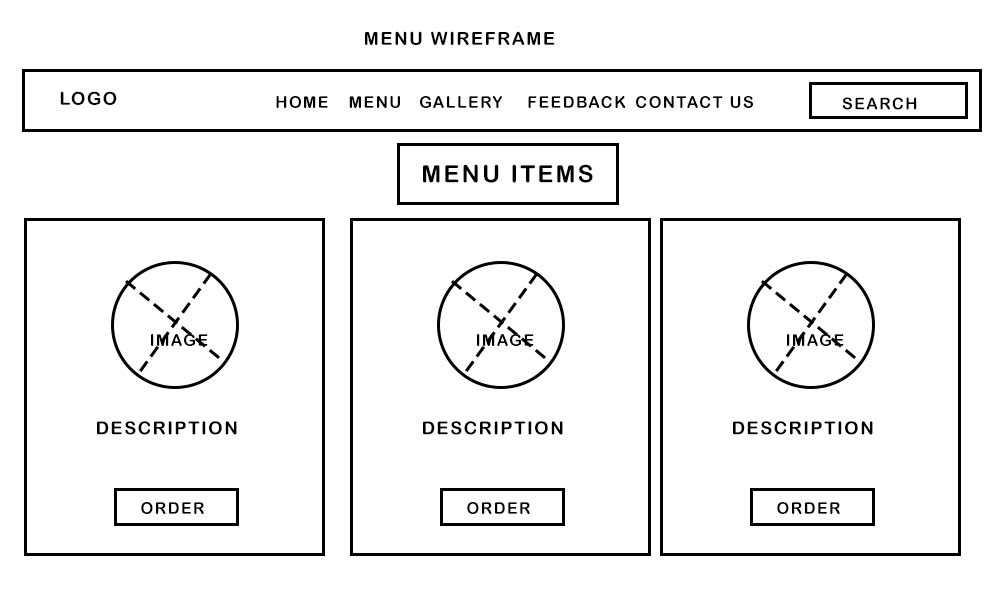 MENU WIREFRAME
LOGO HOME MENU GALLERY FEEDBACK CONTACT US SEARCH
MENU ITEMS
IMAGE IMAGE IMAGE
DESCRIPTION DESCRIPTION DESCRIPTION
ORDER ORDER ORDER